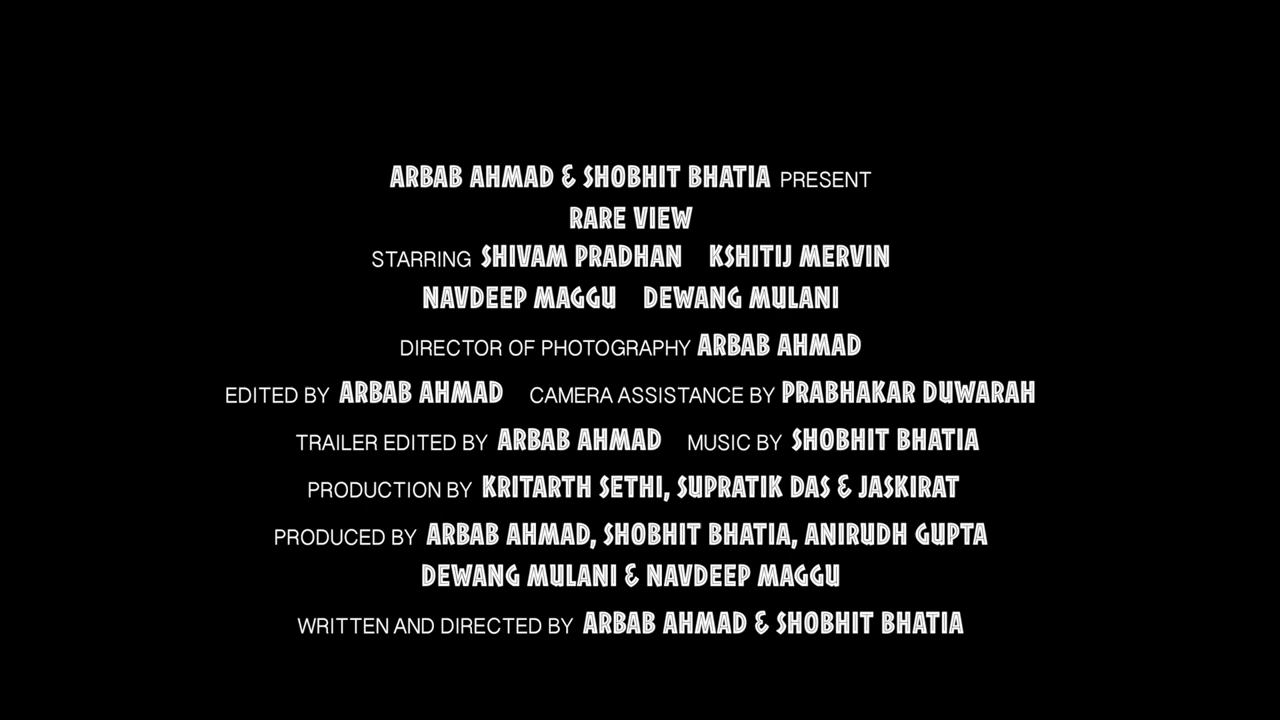 ARBAB AHMAD & SHOBHIT BHATIA PRESENT
RARE VIEW
STARRING SHIVAM PRADHAN KSHITIJ MERVIN
NAVDEEP MAGGU DEWANG MULANI
DIRECTOR OF PHOTOGRAPHY ARBAB AHMAD
EDITED BY ARBAB AHMAD CAMERA ASSISTANCE BY PRABHAKAR DUWARAH
TRAILER EDITED BY ARBAB AHMAD MUSIC BY SHOBHIT BHATIA
PRODUCTION BY KRITARTH SETHI, SUPRATIK DAS & JASKIRAT
PRODUCED BY ARBAB AHMAD, SHOBHIT BHATIA, ANIRUDH GUPTA
DEWANG MULANI & NAVDEEP MAGGU
WRITTEN AND DIRECTED BY ARBAB AHMAD & SHOBHIT BHATIA